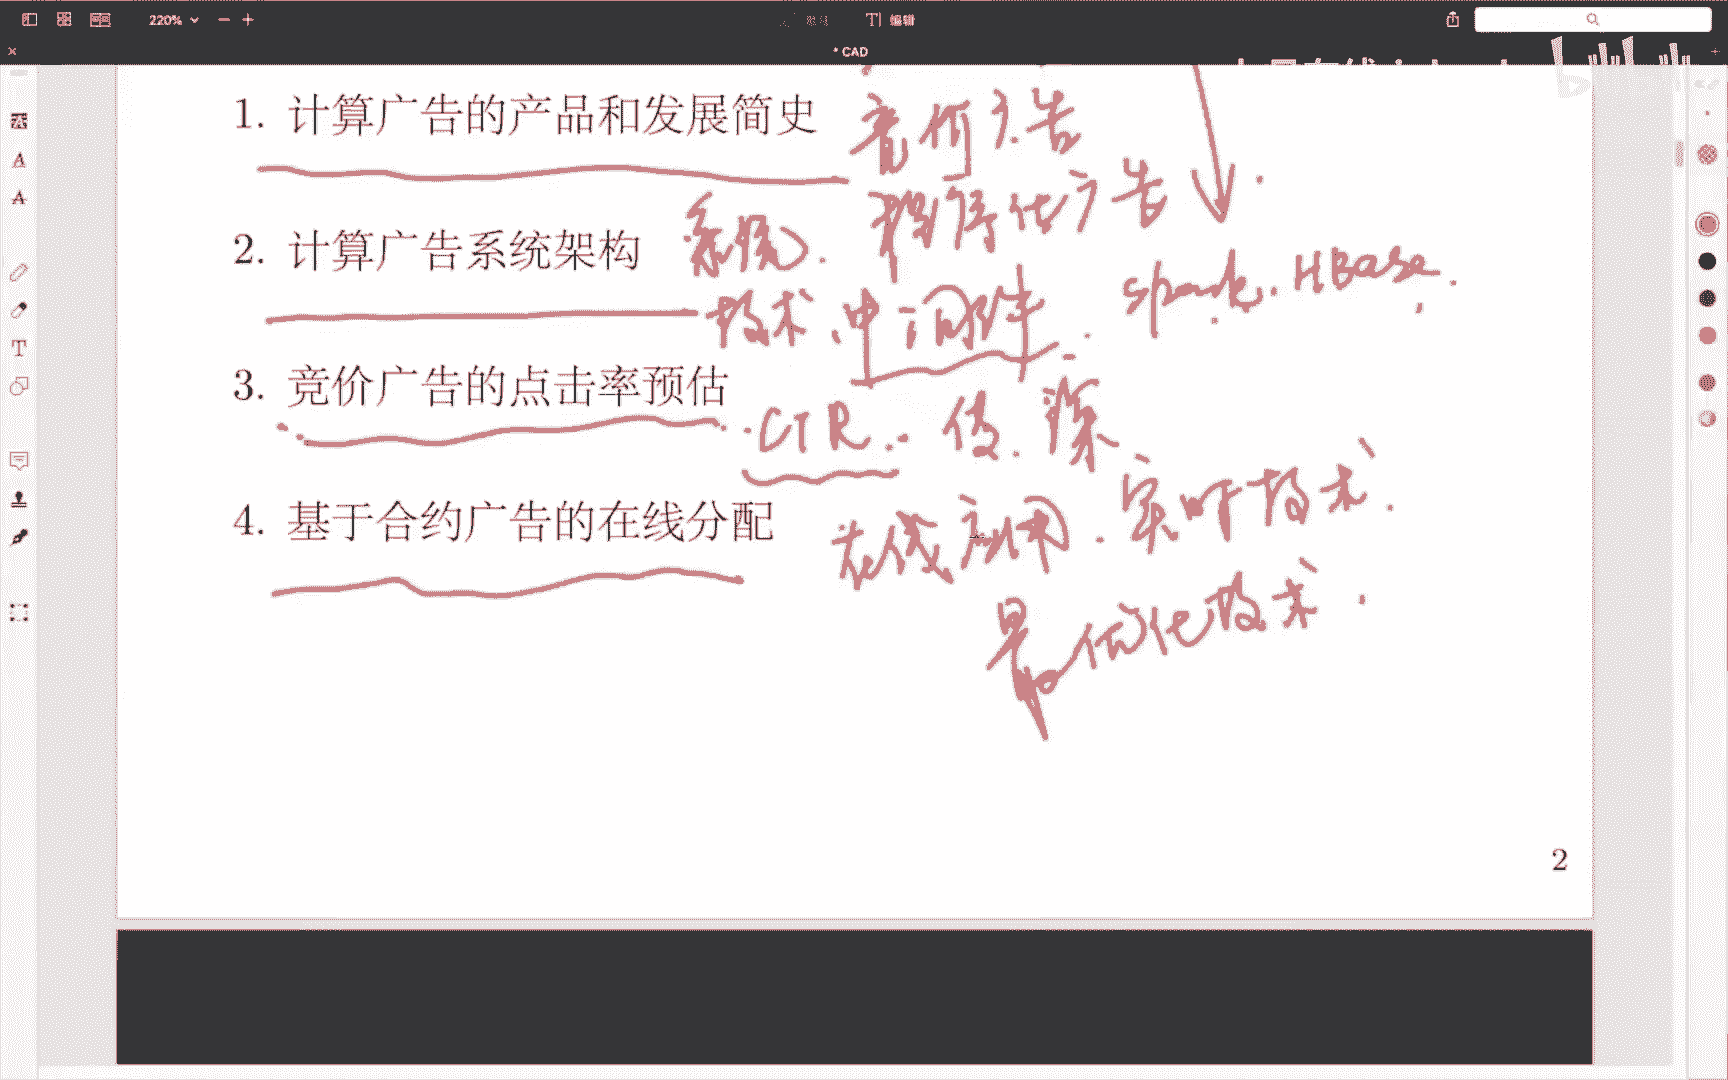 220%
编辑
CAD
1. 计算广告的产品和发展简史
竞价广告
2. 计算广告系统架构
系统. 程序化广告
技术.中间件. Spark. HBase.
3. 竞价广告的点击率预估
CTR. 传. 深
4. 基于合约广告的在线分配
在线应用. 实时技术.
最优化技术.
2